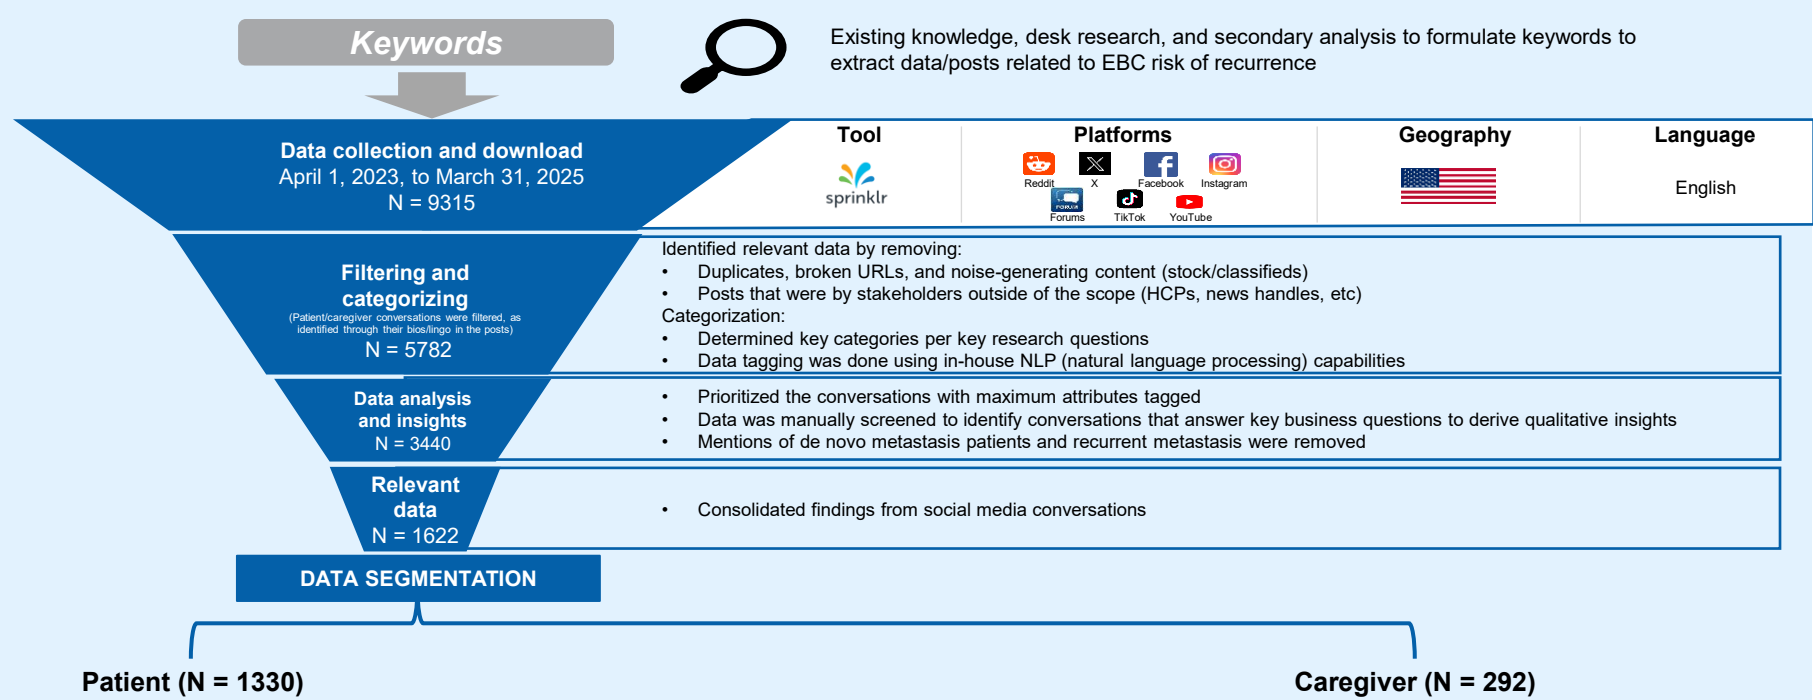 Keywords
Existing knowledge, desk research, and secondary analysis to formulate keywords to
extract data/posts related to EBC risk of recurrence
Data collection and download
April 1, 2023, to March 31, 2025
N = 9315
Tool
sprinklr
Platforms
Reddit
X
Facebook
Instagram
FORUM
Forums
TikTok
YouTube
Geography
Language
English
Filtering and
categorizing
(Patient/caregiver conversations were filtered, as
identified through their bios/lingo in the posts)
N = 5782
Identified relevant data by removing:
• Duplicates, broken URLs, and noise-generating content (stock/classifieds)
• Posts that were by stakeholders outside of the scope (HCPs, news handles, etc)
Categorization:
• Determined key categories per key research questions
• Data tagging was done using in-house NLP (natural language processing) capabilities
Data analysis
and insights
N = 3440
• Prioritized the conversations with maximum attributes tagged
• Data was manually screened to identify conversations that answer key business questions to derive qualitative insights
• Mentions of de novo metastasis patients and recurrent metastasis were removed
Relevant
data
N = 1622
• Consolidated findings from social media conversations
DATA SEGMENTATION
Patient (N = 1330)
Caregiver (N = 292)